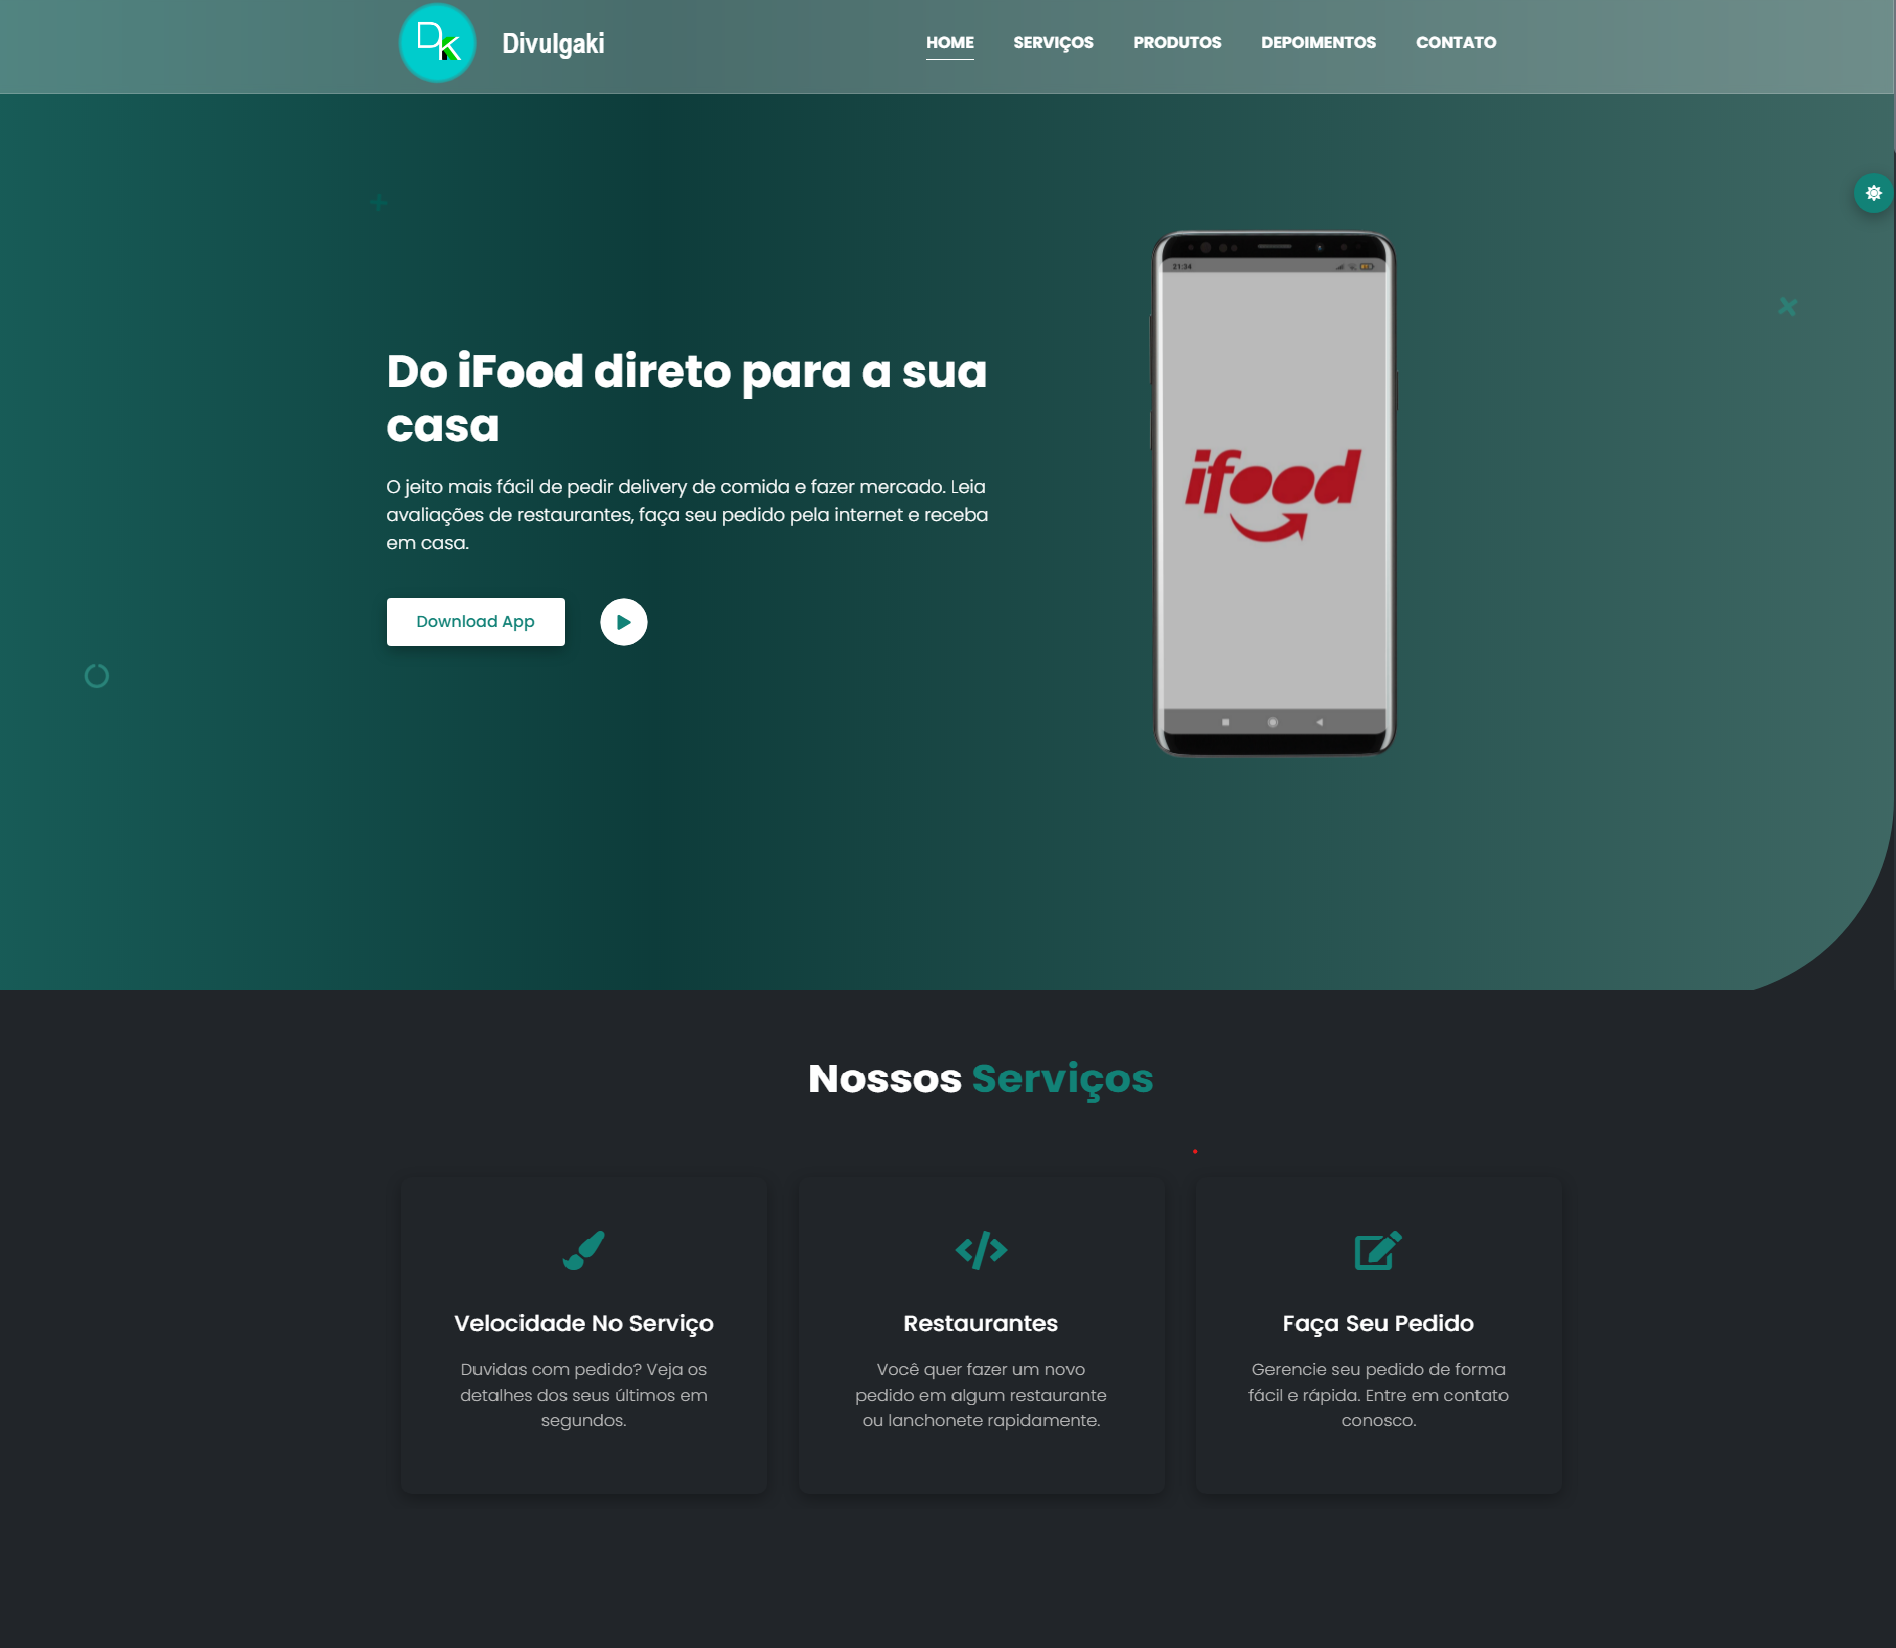 DK
Divulgaki
HOME SERVIÇOS PRODUTOS DEPOIMENTOS CONTATO
21:34
ifood
Do iFood direto para a sua
casa
O jeito mais fácil de pedir delivery de comida e fazer mercado. Leia
avaliações de restaurantes, faça seu pedido pela internet e receba
em casa.
Download App
Nossos Serviços
Velocidade No Serviço
Duvidas com pedido? Veja os
detalhes dos seus últimos em
segundos.
Restaurantes
Você quer fazer um novo
pedido em algum restaurante
ou lanchonete rapidamente.
Faça Seu Pedido
Gerencie seu pedido de forma
fácil e rápida. Entre em contato
conosco.